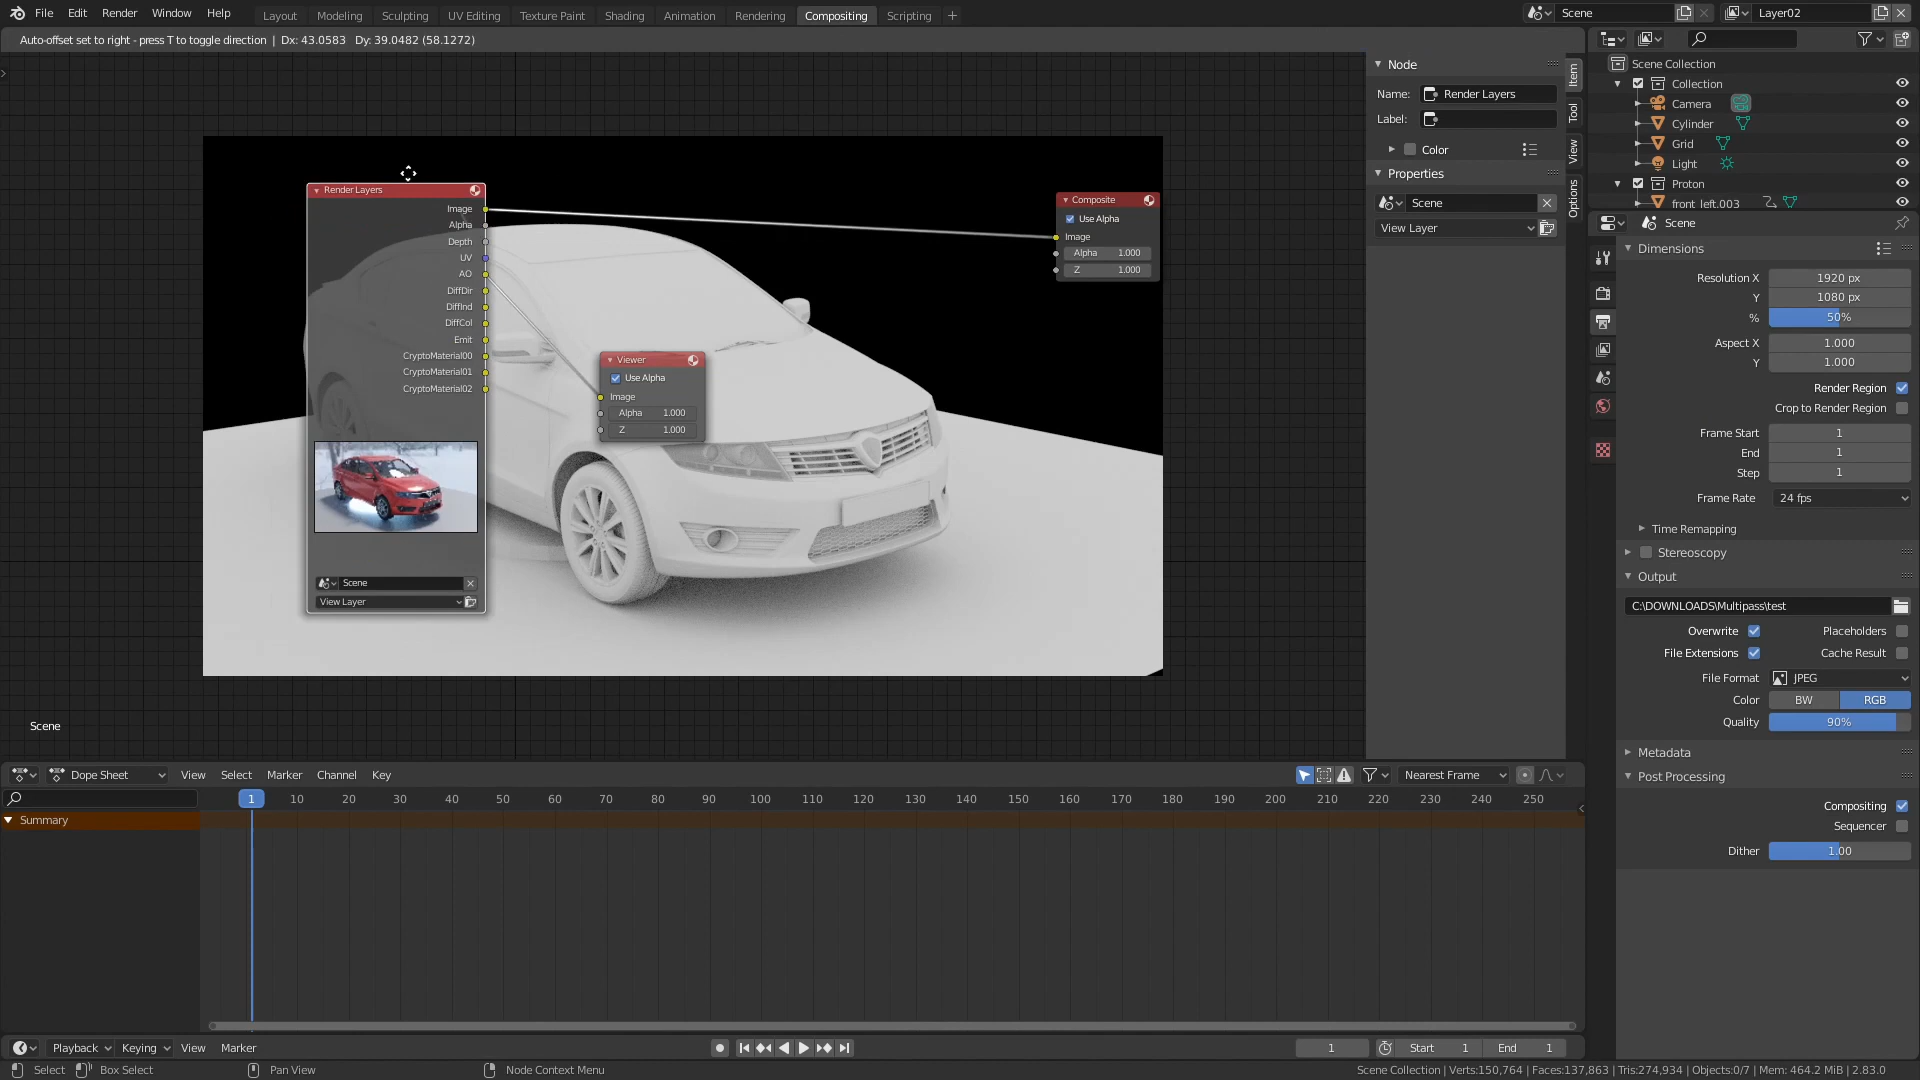 File Edit Render Window Help Layout Modeling Sculpting UV Editing Texture Paint Shading Animation Rendering Compositing Scripting + Scene Layer02
Auto-offset set to right - press T to toggle direction | Dx: 43.0583 Dy: 39.0482 (58.1272)
Node
Name: Render Layers
Label:
Color
Properties
Scene
View Layer
Item
Tool
View
Options
Render Layers
Image
Alpha
Depth
UV
AO
DiffDir
DiffInd
DiffCol
Emit
CryptoMaterial00
CryptoMaterial01
CryptoMaterial02
Scene
View Layer
Viewer
Use Alpha
Image
Alpha 1.000
Z 1.000
Composite
Use Alpha
Image
Alpha 1.000
Z 1.000
Scene
Scene Collection
Collection
Camera
Cylinder
Grid
Light
Proton
front left.003
Scene
Dimensions
Resolution X 1920 px
Y 1080 px
% 50%
Aspect X 1.000
Y 1.000
Render Region
Crop to Render Region
Frame Start 1
End 1
Step 1
Frame Rate 24 fps
Time Remapping
Stereoscopy
Output
C:\DOWNLOADS\Multipass\test
Overwrite Placeholders
File Extensions Cache Result
File Format JPEG
Color BW RGB
Quality 90%
Metadata
Post Processing
Compositing
Sequencer
Dither 1.00
Dope Sheet View Select Marker Channel Key Nearest Frame
1 10 20 30 40 50 60 70 80 90 100 110 120 130 140 150 160 170 180 190 200 210 220 230 240 250
Summary
Playback Keying View Marker 1 Start 1 End 1
Select Box Select Pan View Node Context Menu Scene Collection | Verts:150,764 | Faces:137,863 | Tris:274,934 | Objects:0/7 | Mem: 464.2 MiB | 2.83.0